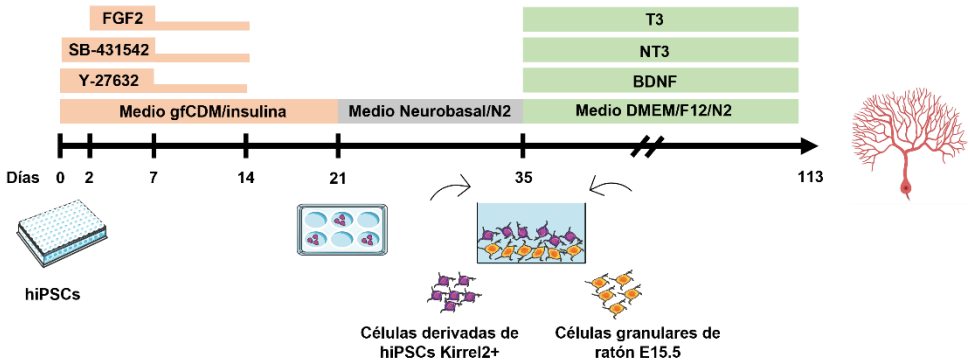 FGF2
SB-431542
Y-27632
Medio gfCDM/insulina
Medio Neurobasal/N2
T3
NT3
BDNF
Medio DMEM/F12/N2
Días 0 2 7 14 21 35 113
hiPSCs
Células derivadas de
hiPSCs Kirrel2+
Células granulares de
ratón E15.5